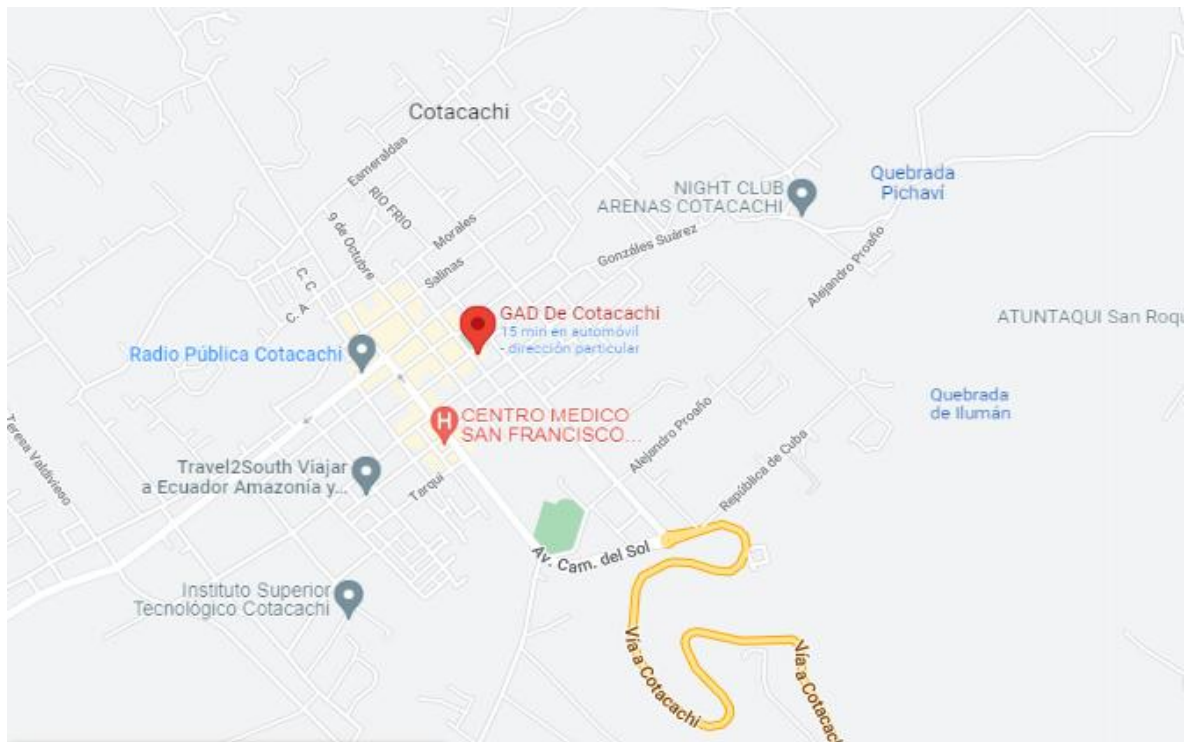 Cotacachi
Esmeraldas
RIO FRIO
9 de Octubre
Morales
Salinas
C. C
C. A
NIGHT CLUB
ARENAS COTACACHI
Quebrada
Pichaví
Gonzáles Suárez
Alejandro Proaño
GAD De Cotacachi
15 min en automóvil
- dirección particular
ATUNTAQUI San Roqu
Radio Pública Cotacachi
Quebrada
de Ilumán
CENTRO MEDICO
SAN FRANCISCO...
Alejandro Proaño
República de Cuba
Teresa Valdivieso
Travel2South Viajar
a Ecuador Amazonía y...
Tarqui
Av. Cam. del Sol
Instituto Superior
Tecnológico Cotacachi
Vía a Cotacachi
Vía a Cotacach